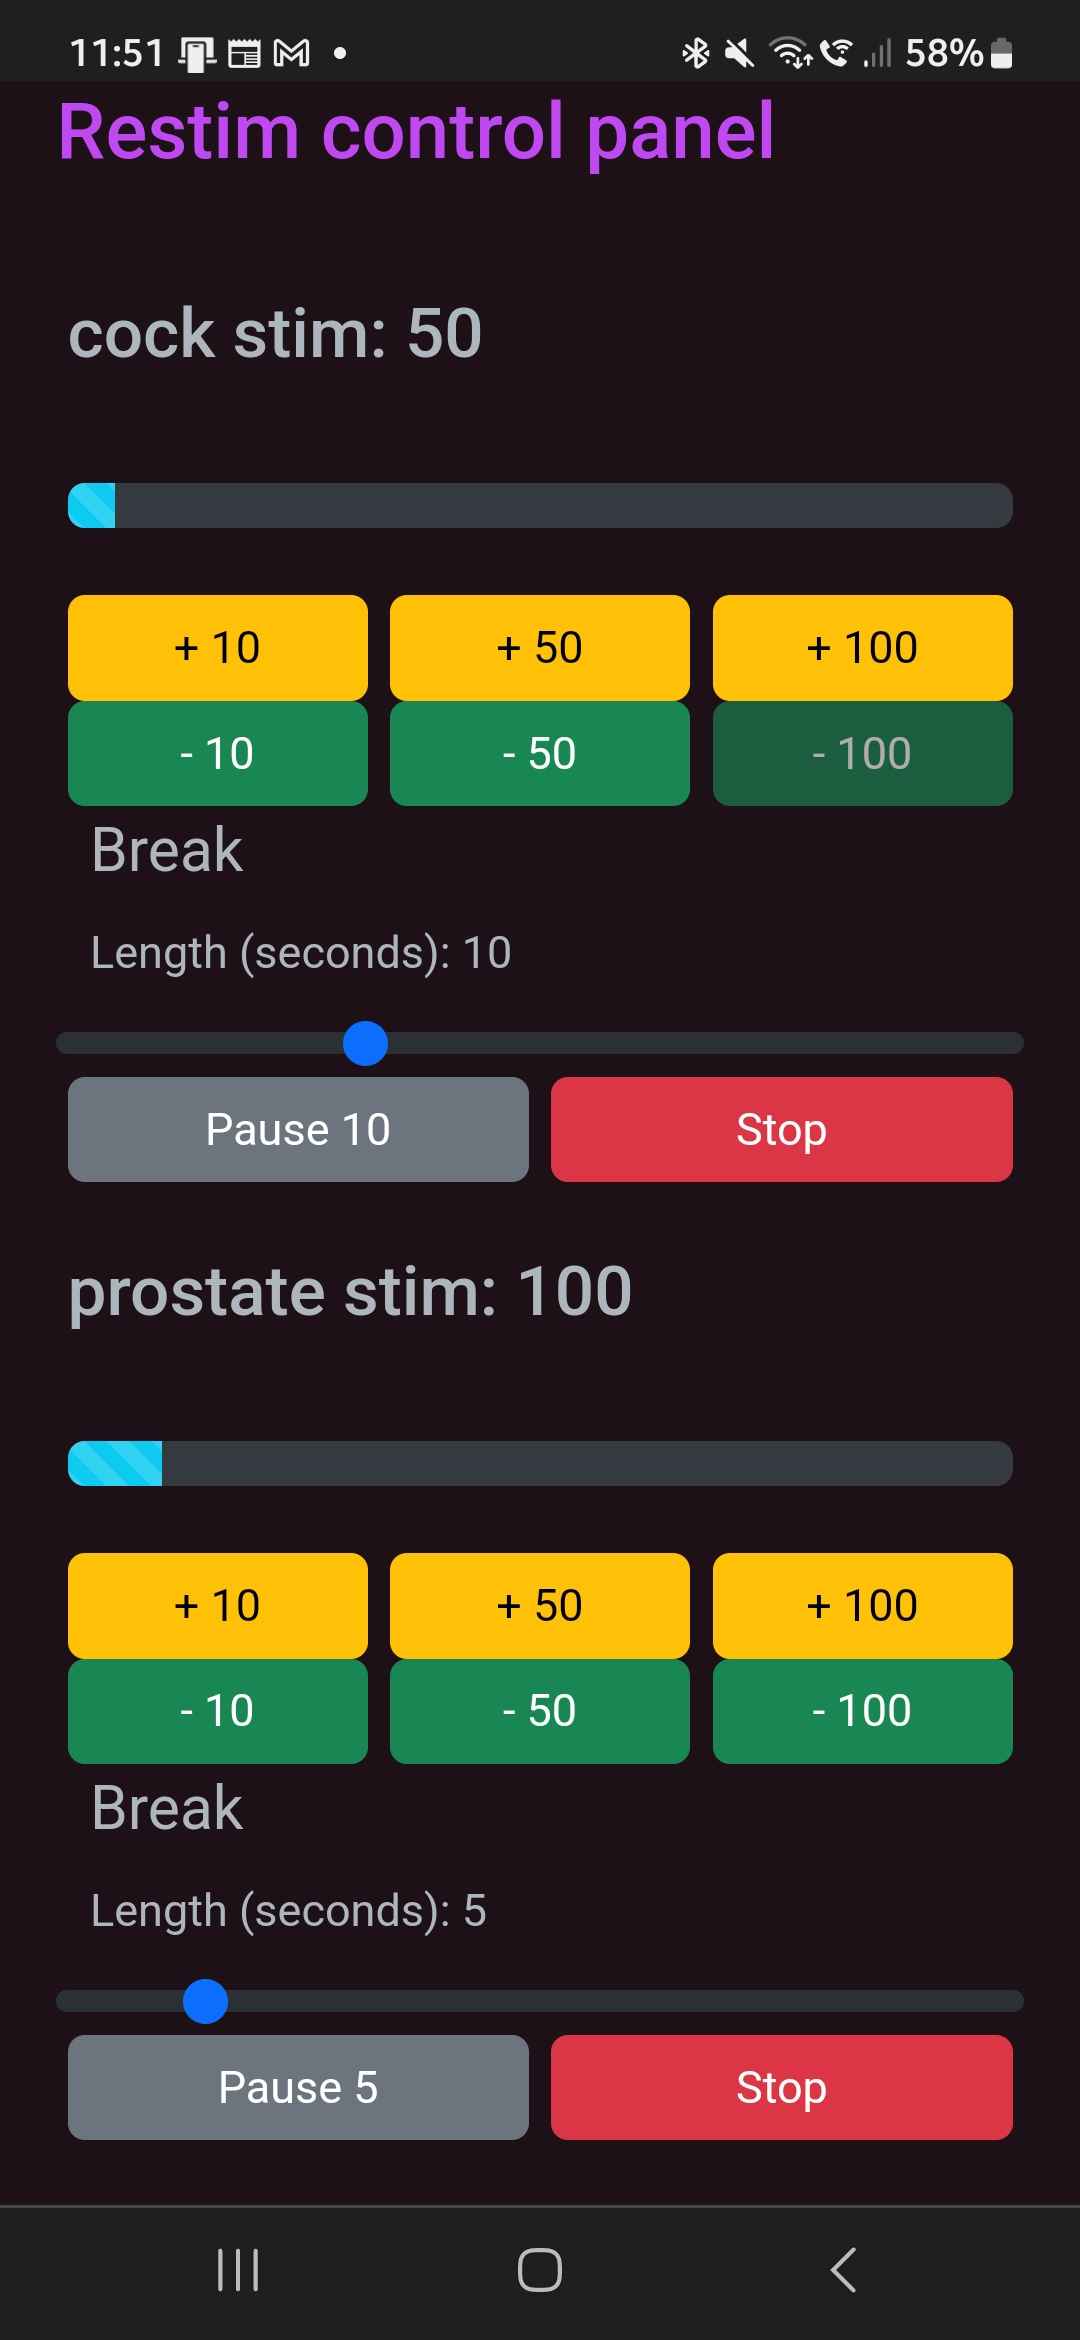 11:51
58%
Restim control panel
cock stim: 50
+ 10 + 50 + 100
- 10 - 50 - 100
Break
Length (seconds): 10
Pause 10 Stop
prostate stim: 100
+ 10 + 50 + 100
- 10 - 50 - 100
Break
Length (seconds): 5
Pause 5 Stop